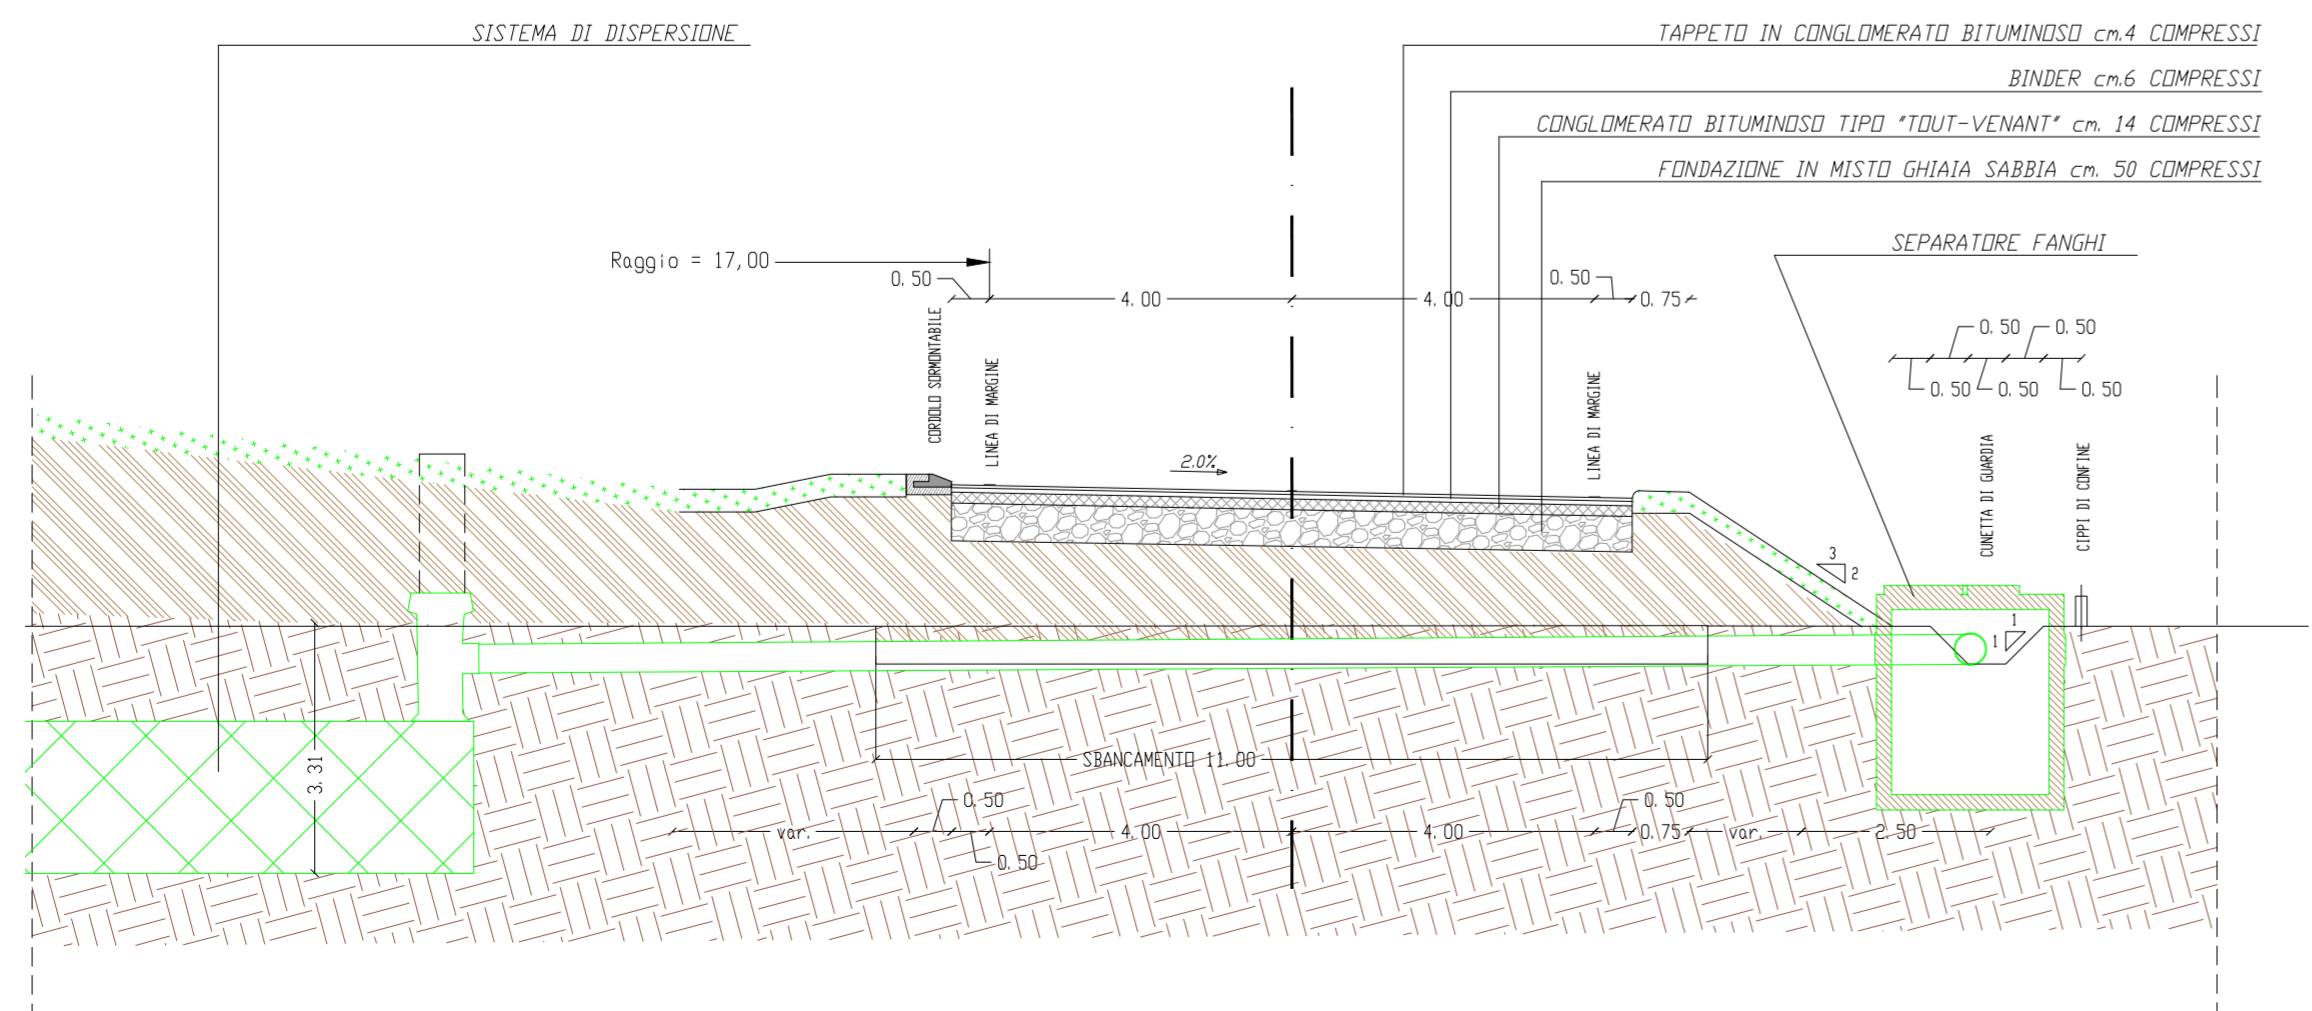 SISTEMA DI DISPERSIONE
TAPPETO IN CONGLOMERATO BITUMINOSO cm.4 COMPRESSI
BINDER cm.6 COMPRESSI
CONGLOMERATO BITUMINOSO TIPO "TOUT-VENANT" cm. 14 COMPRESSI
FONDAZIONE IN MISTO GHIAIA SABBIA cm. 50 COMPRESSI
SEPARATORE FANGHI
Raggio = 17,00
0.50
4.00
4.00
0.50
0.75
0.50
0.50
0.50
0.50
0.50
CORDOLO SORMONTABILE
LINEA DI MARGINE
LINEA DI MARGINE
CUNETTA DI GUARDIA
CIPPI DI CONFINE
2.0%
3
2
1
1
3.31
SBANCAMENTO 11.00
0.50
0.50
var.
4.00
4.00
0.75
var.
2.50
0.50